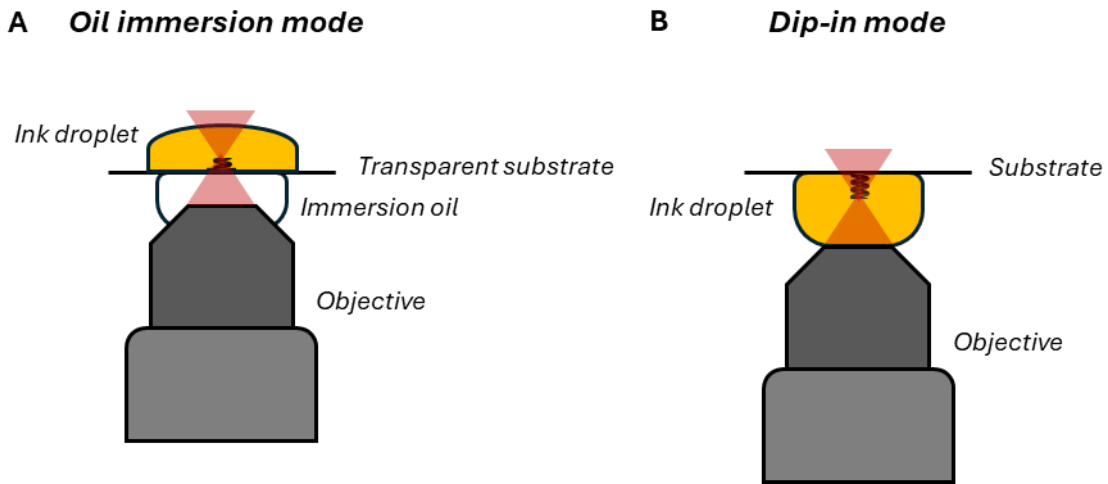 A Oil immersion mode
Ink droplet
Transparent substrate
Immersion oil
Objective
B Dip-in mode
Substrate
Ink droplet
Objective